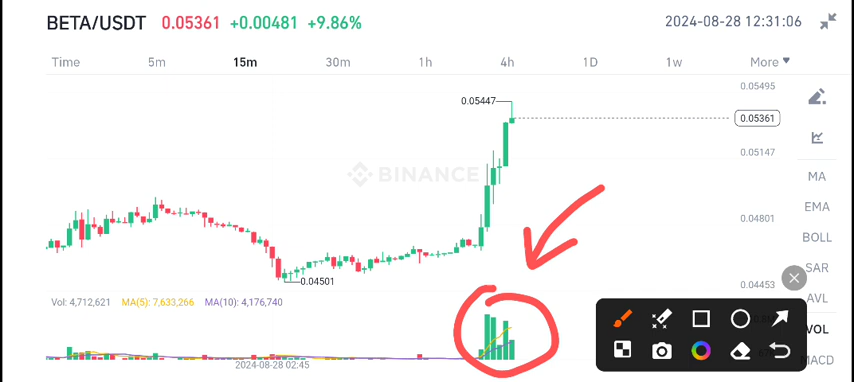 BETA/USDT 0.05361 +0.00481 +9.86% 2024-08-28 12:31:06
Time 5m 15m 30m 1h 4h 1D 1w More
0.05495
0.05447
0.05361
0.05147
BINANCE
MA
EMA
0.04801
BOLL
SAR
0.04501
0.04453
AVL
Vol: 4,712,621 MA(5): 7,633,266 MA(10): 4,176,740
VOL
MACD
2024-08-28 02:45